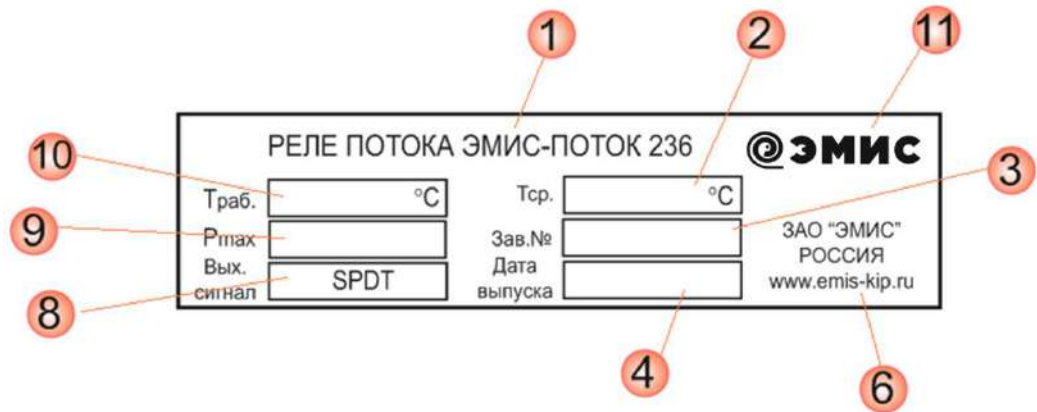 1
2
11
РЕЛЕ ПОТОКА ЭМИС-ПОТОК 236
ЭМИС
10
Траб.
°C
Тср.
°C
3
9
Pmax
Зав.№
ЗАО "ЭМИС"
РОССИЯ
www.emis-kip.ru
Вых.
сигнал
SPDT
Дата
выпуска
8
4
6